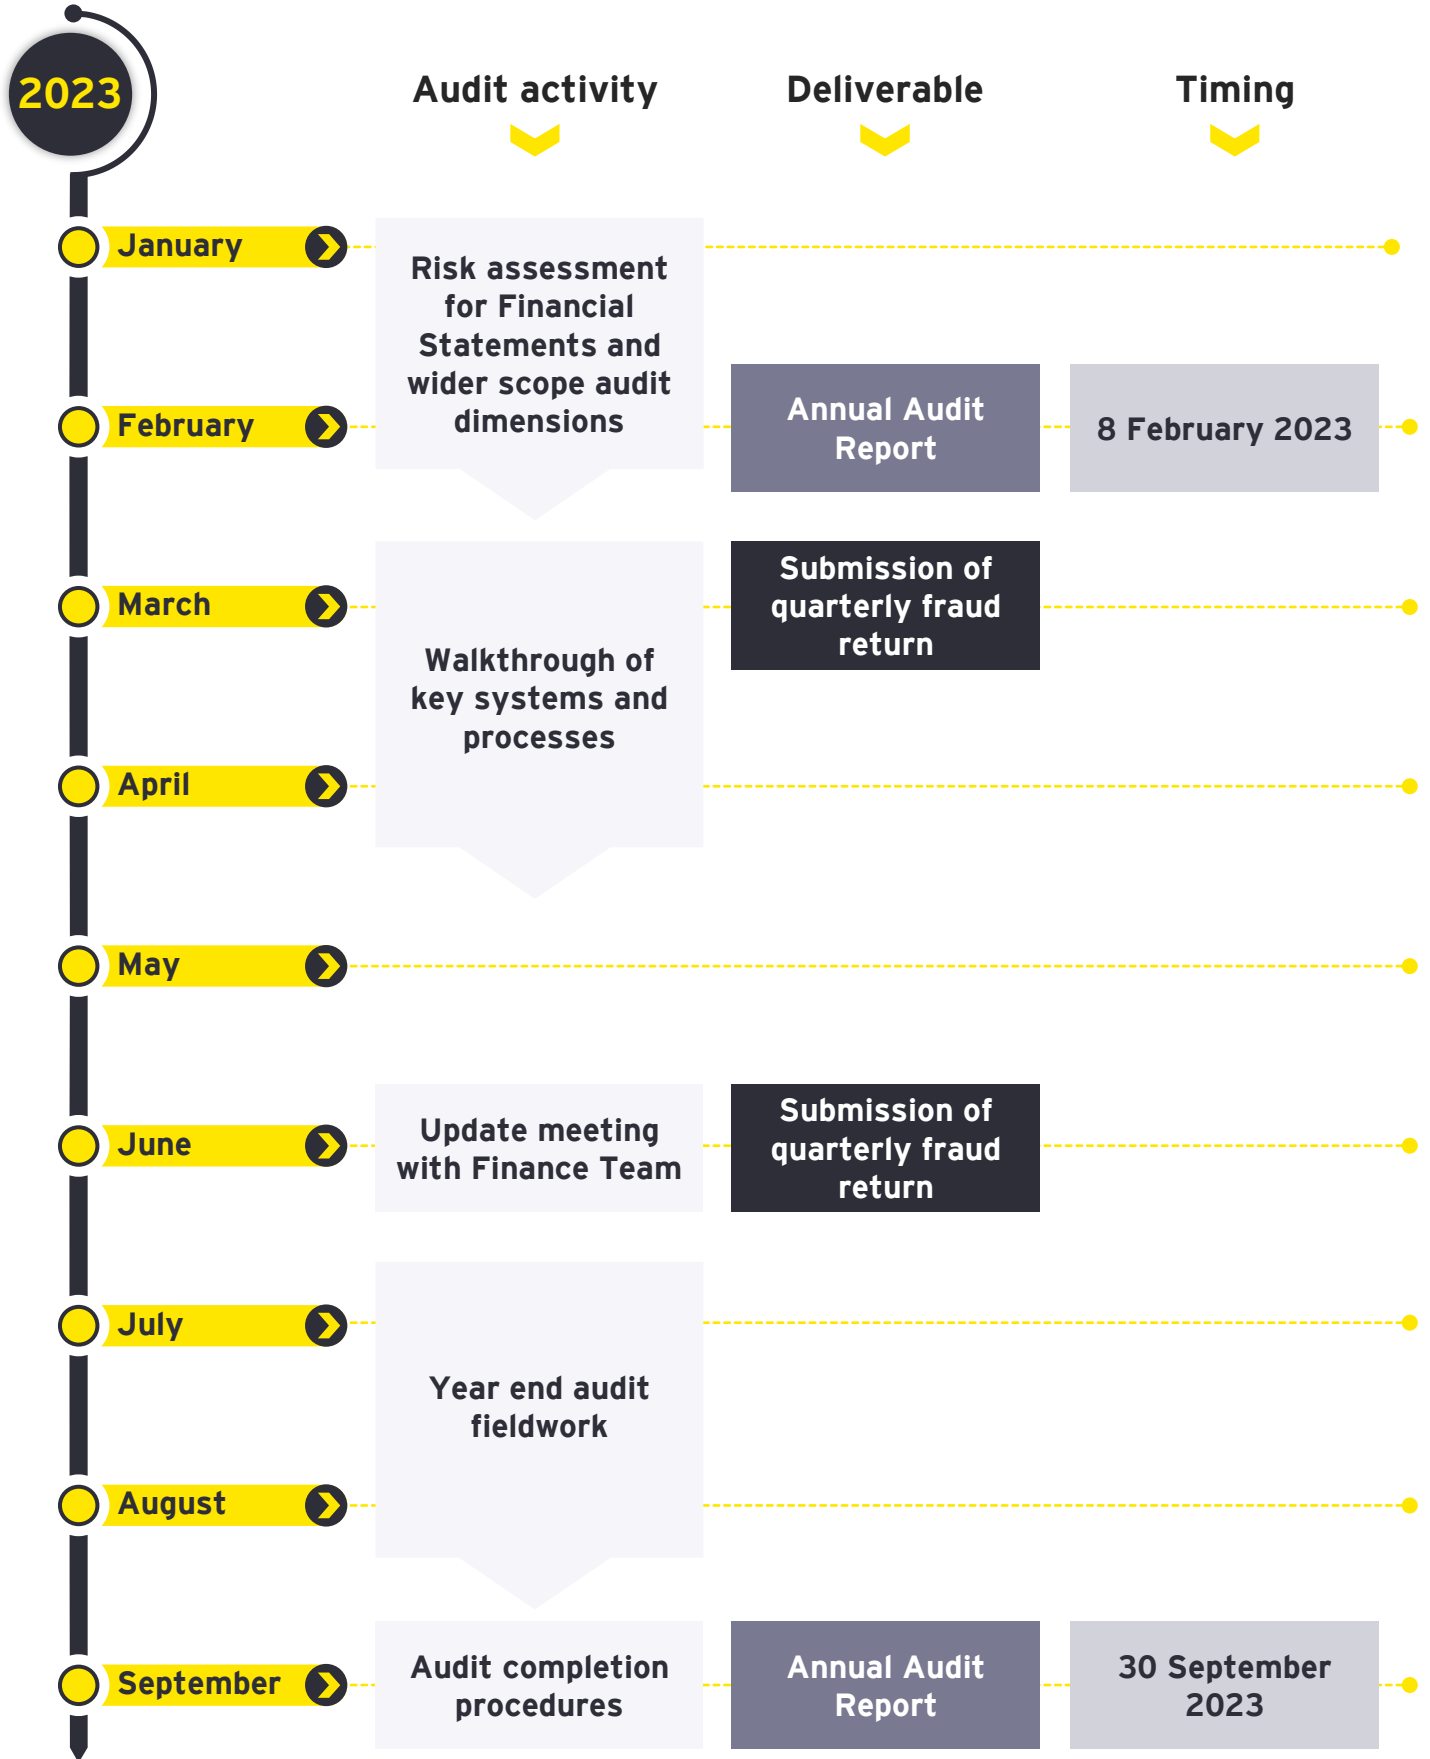 2023
Audit activity
Deliverable
Timing
January
Risk assessment
for Financial
Statements and
wider scope audit
dimensions
February
Annual Audit
Report
8 February 2023
March
Submission of
quarterly fraud
return
Walkthrough of
key systems and
processes
April
May
June
Update meeting
with Finance Team
Submission of
quarterly fraud
return
July
Year end audit
fieldwork
August
September
Audit completion
procedures
Annual Audit
Report
30 September
2023